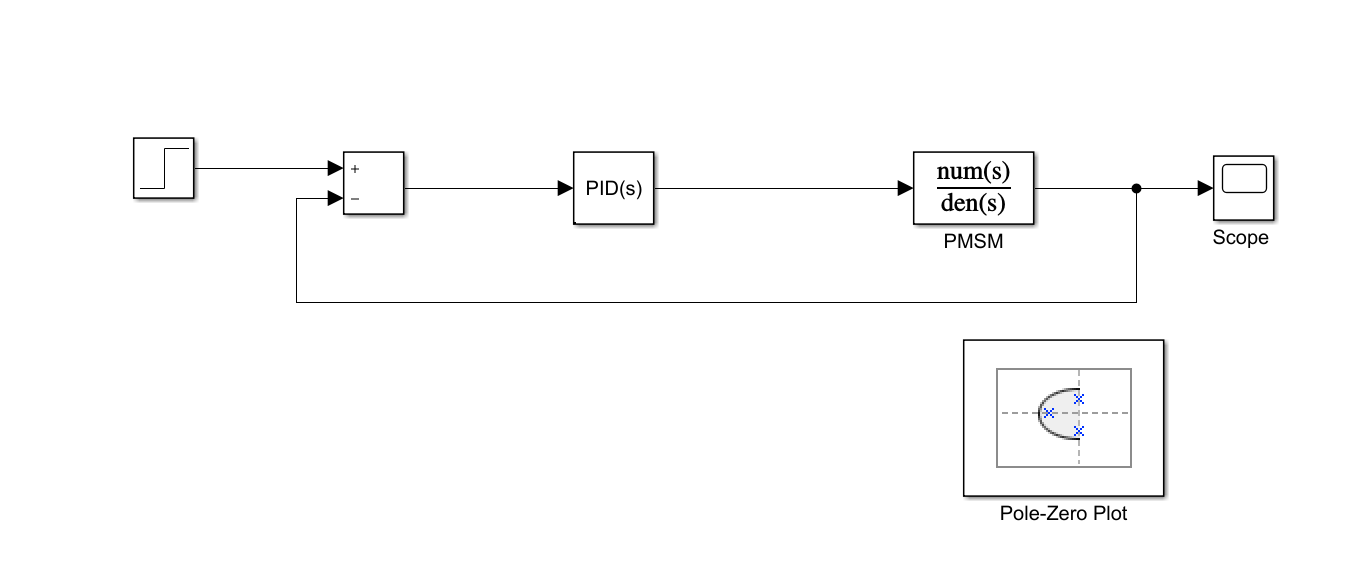 +
−
PID(s)
num(s)
den(s)
PMSM
Scope
Pole-Zero Plot